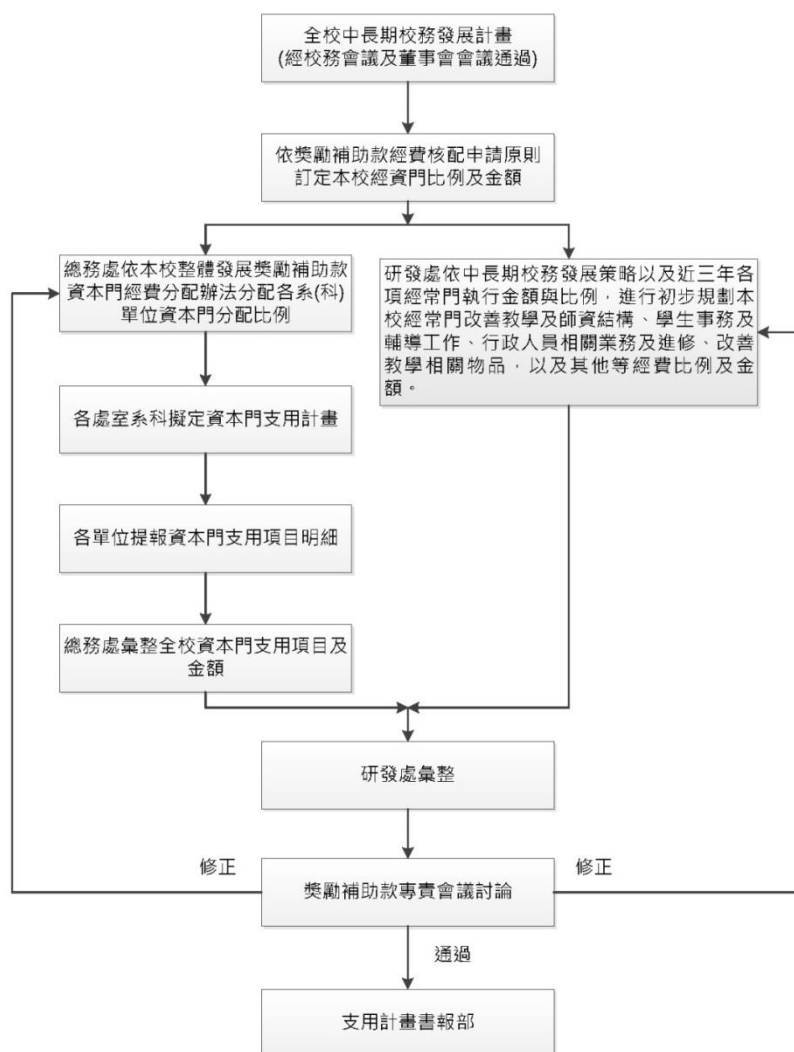 全校中長期校務發展計畫
(經校務會議及董事會會議通過)
依獎勵補助款經費核配申請原則
訂定本校經資門比例及金額
總務處依本校整體發展獎勵補助款
資本門經費分配辦法分配各系(科)
單位資本門分配比例
研發處依中長期校務發展策略以及近三年各
項經常門執行金額與比例，進行初步規劃本
校經常門改善教學及師資結構、學生事務及
輔導工作、行政人員相關業務及進修、改善
教學相關物品，以及其他等經費比例及金
額。
各處室系科擬定資本門支用計畫
各單位提報資本門支用項目明細
總務處彙整全校資本門支用項目及
金額
研發處彙整
修正
獎勵補助款專責會議討論
修正
通過
支用計畫書報部